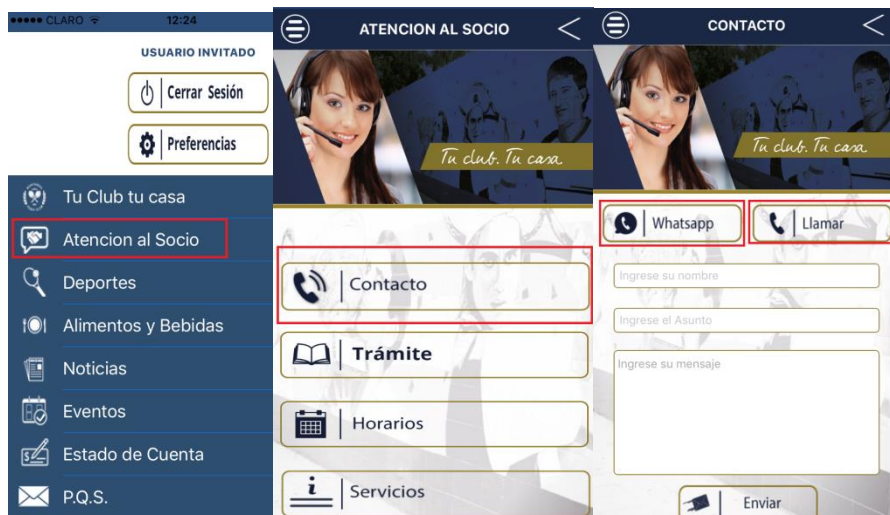 CLARO 12:24
USUARIO INVITADO
Cerrar Sesión
Preferencias
Tu Club tu casa
Atencion al Socio
Deportes
Alimentos y Bebidas
Noticias
Eventos
Estado de Cuenta
P.Q.S.
ATENCION AL SOCIO
Tu club. Tu casa.
Contacto
Trámite
Horarios
Servicios
CONTACTO
Tu club. Tu casa.
Whatsapp
Llamar
Ingrese su nombre
Ingrese el Asunto
Ingrese su mensaje
Enviar